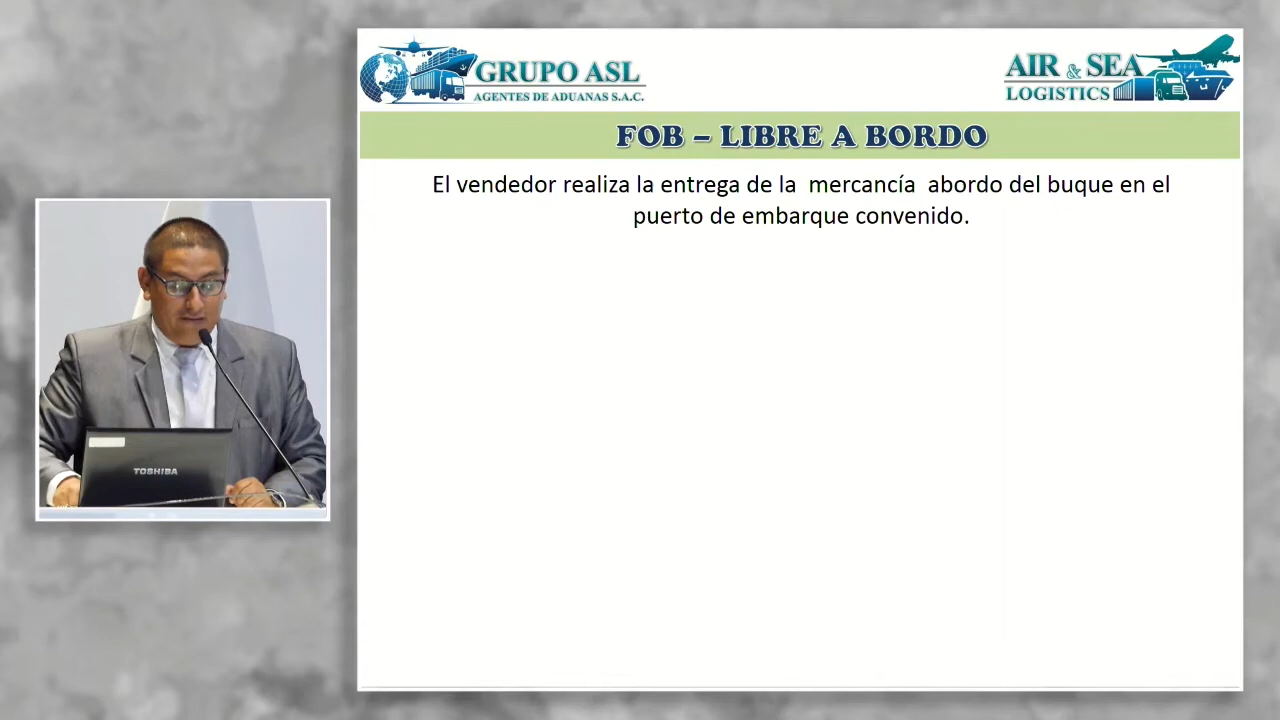 GRUPO ASL
AGENTES DE ADUANAS S.A.C.
AIR & SEA
LOGISTICS
FOB – LIBRE A BORDO
El vendedor realiza la entrega de la mercancía abordo del buque en el
puerto de embarque convenido.
TOSHIBA